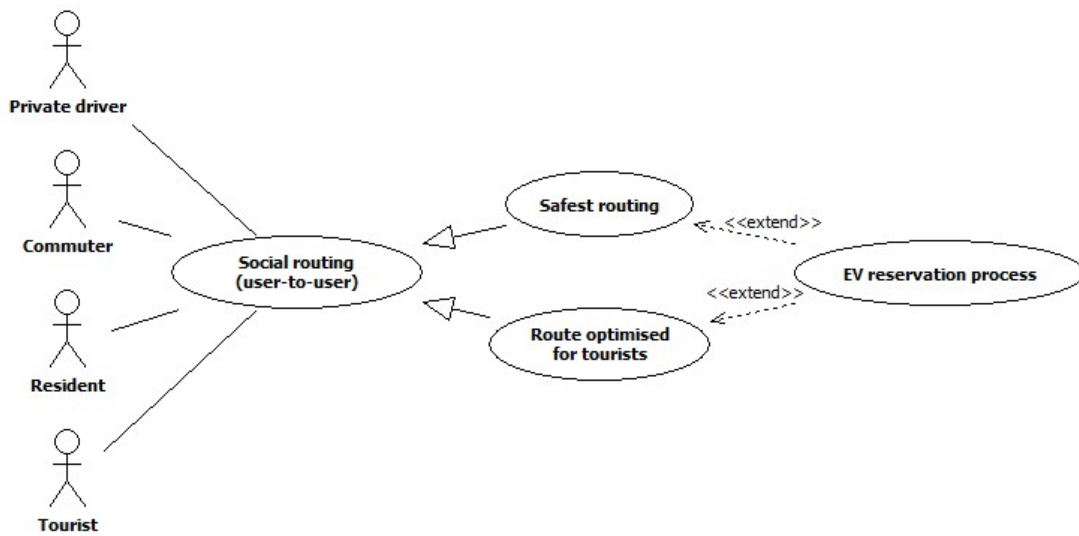 Private driver
Commuter
Resident
Tourist
Social routing
(user-to-user)
Safest routing
Route optimised
for tourists
<<extend>>
<<extend>>
EV reservation process